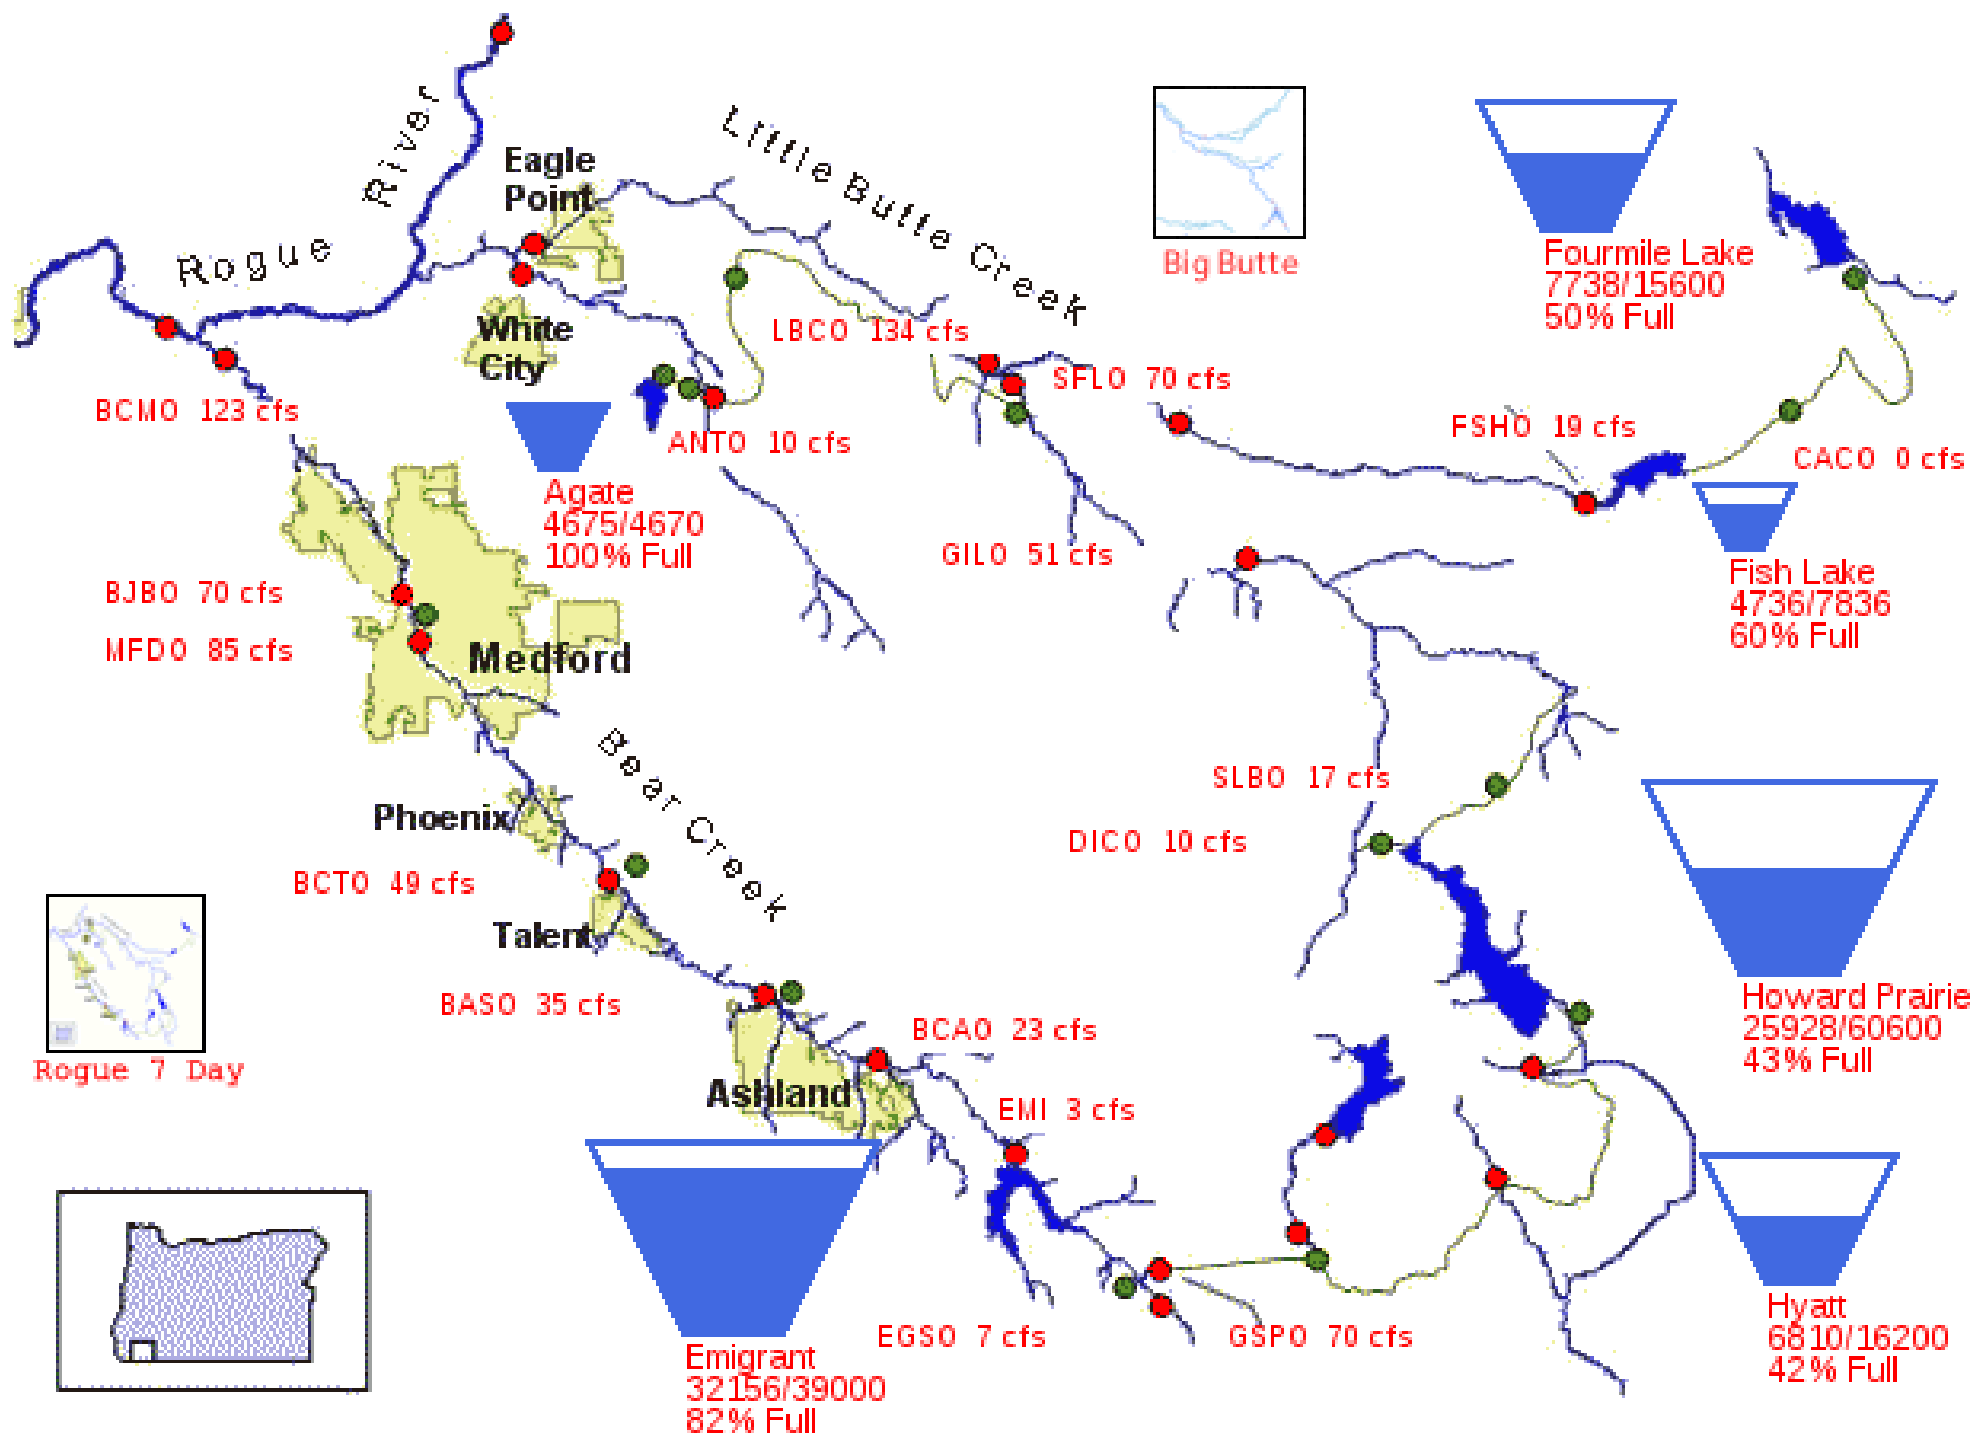 Rogue River
Little Butte Creek
Eagle
Point
Big Butte
Fourmile Lake
7738/15600
50% Full
White
City
LBCO 134 cfs
SFLO 70 cfs
BCMO 123 cfs
ANTO 10 cfs
FSHO 19 cfs
CACO 0 cfs
Agate
4675/4670
100% Full
GILO 51 cfs
Fish Lake
4736/7836
60% Full
BJBO 70 cfs
MFDO 85 cfs
Medford
Bear Creek
SLBO 17 cfs
Phoenix
DICO 10 cfs
BCTO 49 cfs
Talent
Howard Prairie
25928/60600
43% Full
BASO 35 cfs
BCAO 23 cfs
Rogue 7 Day
Ashland
EMI 3 cfs
Hyatt
6810/16200
42% Full
EGSO 7 cfs
GSPO 70 cfs
Emigrant
32156/39000
82% Full